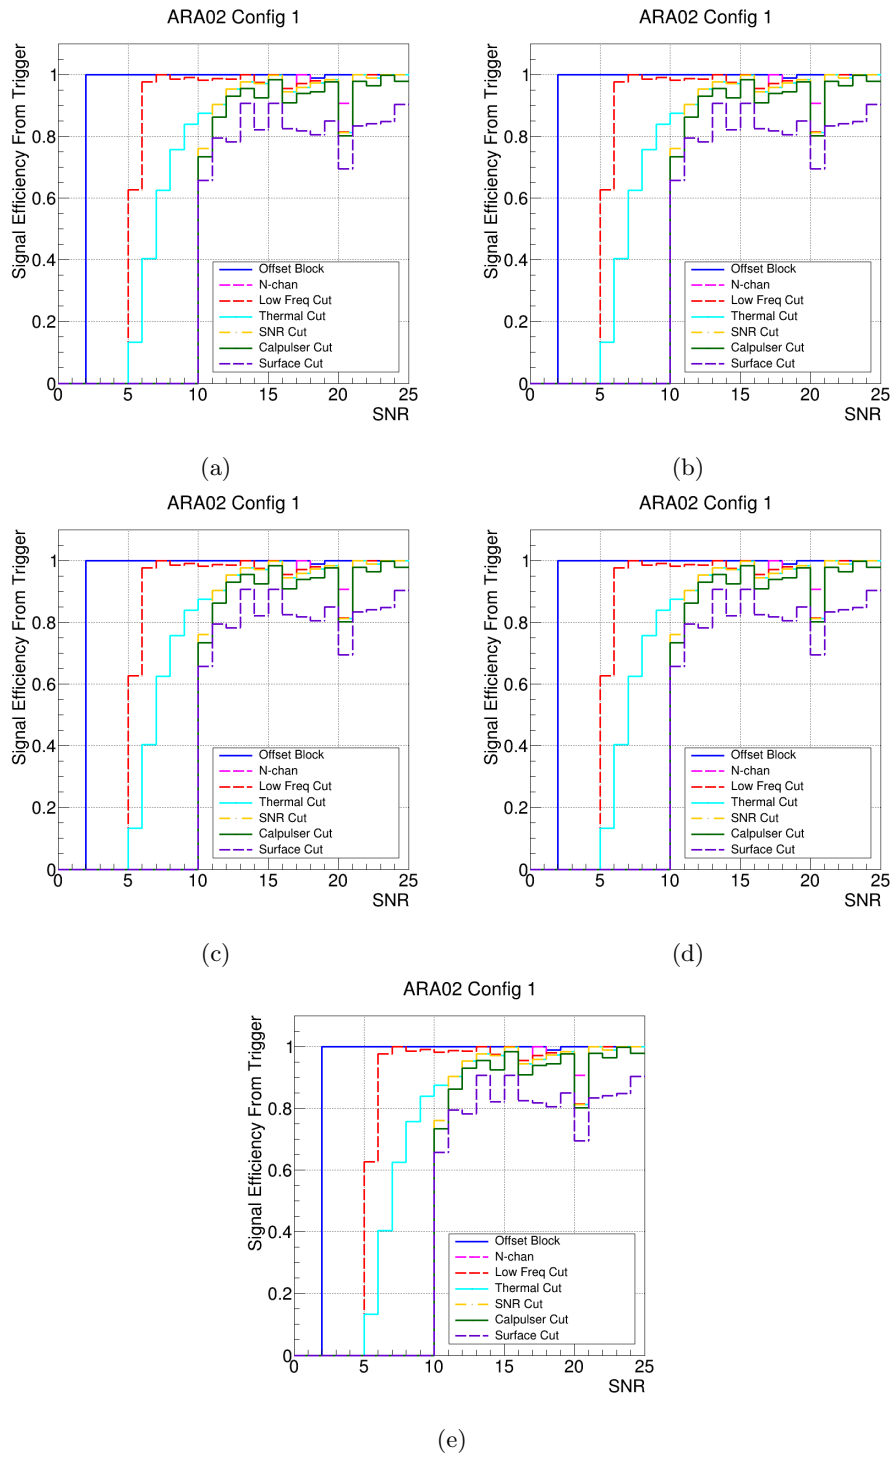 ARA02 Config 1
ARA02 Config 1
Signal Efficiency From Trigger
1
0.8
0.6
0.4
0.2
0
Offset Block
N-chan
Low Freq Cut
Thermal Cut
SNR Cut
Calpulser Cut
Surface Cut
0 5 10 15 20 25
SNR
(a)
Signal Efficiency From Trigger
1
0.8
0.6
0.4
0.2
0
Offset Block
N-chan
Low Freq Cut
Thermal Cut
SNR Cut
Calpulser Cut
Surface Cut
0 5 10 15 20 25
SNR
(b)
ARA02 Config 1
ARA02 Config 1
Signal Efficiency From Trigger
1
0.8
0.6
0.4
0.2
0
Offset Block
N-chan
Low Freq Cut
Thermal Cut
SNR Cut
Calpulser Cut
Surface Cut
0 5 10 15 20 25
SNR
(c)
Signal Efficiency From Trigger
1
0.8
0.6
0.4
0.2
0
Offset Block
N-chan
Low Freq Cut
Thermal Cut
SNR Cut
Calpulser Cut
Surface Cut
0 5 10 15 20 25
SNR
(d)
ARA02 Config 1
Signal Efficiency From Trigger
1
0.8
0.6
0.4
0.2
0
Offset Block
N-chan
Low Freq Cut
Thermal Cut
SNR Cut
Calpulser Cut
Surface Cut
0 5 10 15 20 25
SNR
(e)